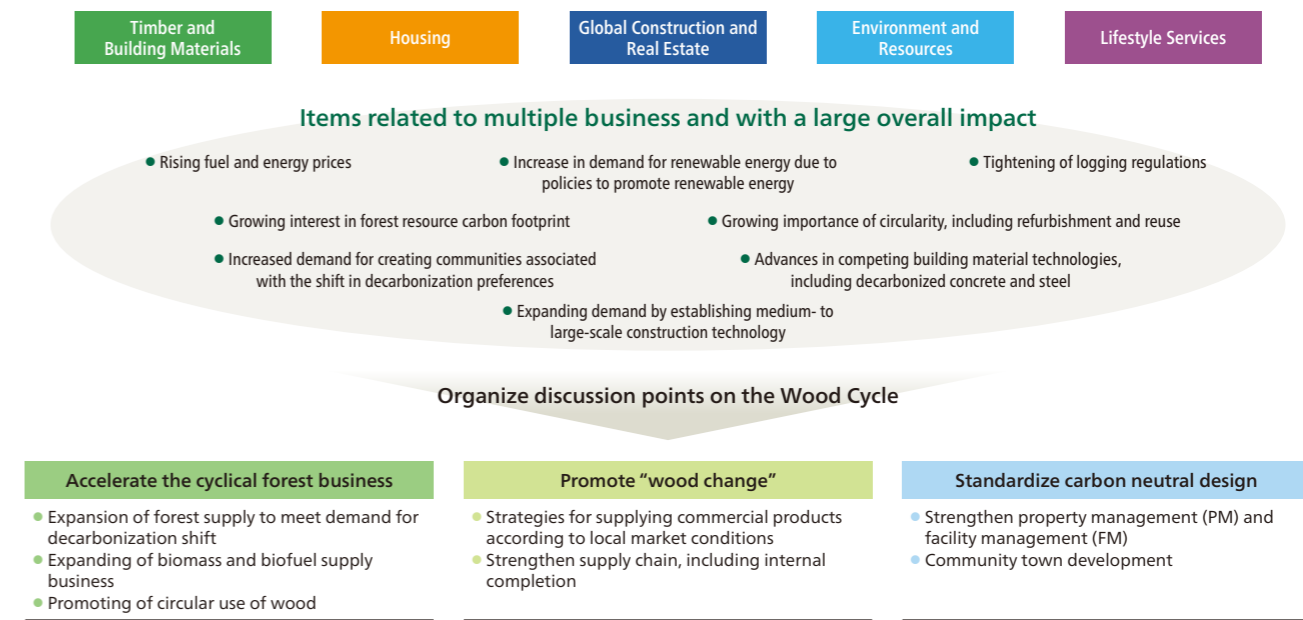 Timber and
Building Materials
Housing
Global Construction and
Real Estate
Environment and
Resources
Lifestyle Services
Items related to multiple business and with a large overall impact
● Rising fuel and energy prices
● Increase in demand for renewable energy due to
policies to promote renewable energy
● Tightening of logging regulations
● Growing interest in forest resource carbon footprint
● Growing importance of circularity, including refurbishment and reuse
● Increased demand for creating communities associated
with the shift in decarbonization preferences
● Advances in competing building material technologies,
including decarbonized concrete and steel
● Expanding demand by establishing medium- to
large-scale construction technology
Organize discussion points on the Wood Cycle
Accelerate the cyclical forest business
● Expansion of forest supply to meet demand for
decarbonization shift
● Expanding of biomass and biofuel supply
business
● Promoting of circular use of wood
Promote “wood change”
● Strategies for supplying commercial products
according to local market conditions
● Strengthen supply chain, including internal
completion
Standardize carbon neutral design
● Strengthen property management (PM) and
facility management (FM)
● Community town development